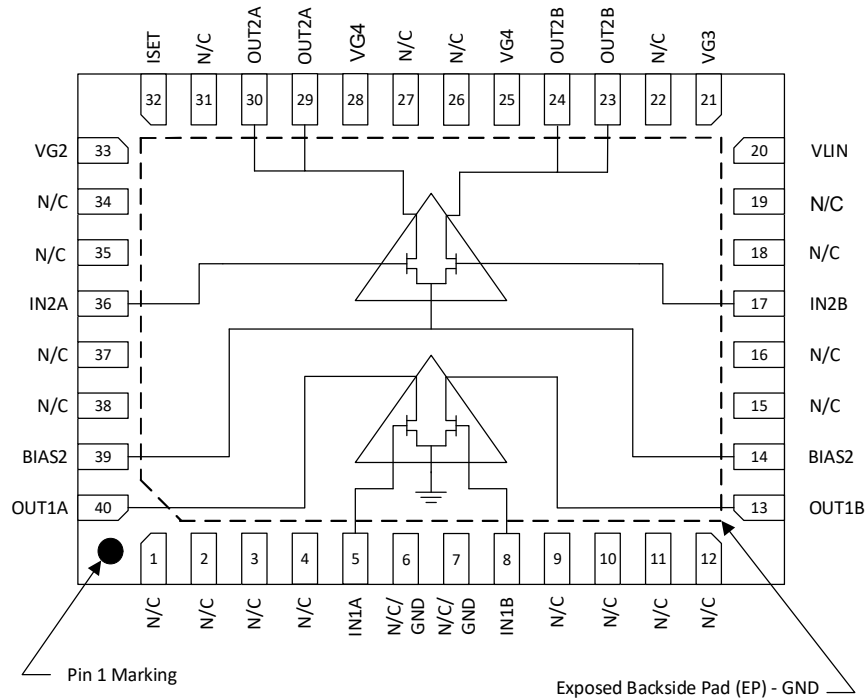 ISET
N/C
OUT2A
OUT2A
VG4
N/C
N/C
VG4
OUT2B
OUT2B
N/C
VG3
32
31
30
29
28
27
26
25
24
23
22
21
VG2
33
20
VLIN
N/C
34
19
N/C
N/C
35
18
N/C
IN2A
36
17
IN2B
N/C
37
16
N/C
N/C
38
15
N/C
BIAS2
39
14
BIAS2
OUT1A
40
13
OUT1B
1
2
3
4
5
6
7
8
9
10
11
12
N/C
N/C
N/C
N/C
IN1A
N/C/
GND
N/C/
GND
IN1B
N/C
N/C
N/C
N/C
Pin 1 Marking
Exposed Backside Pad (EP) - GND